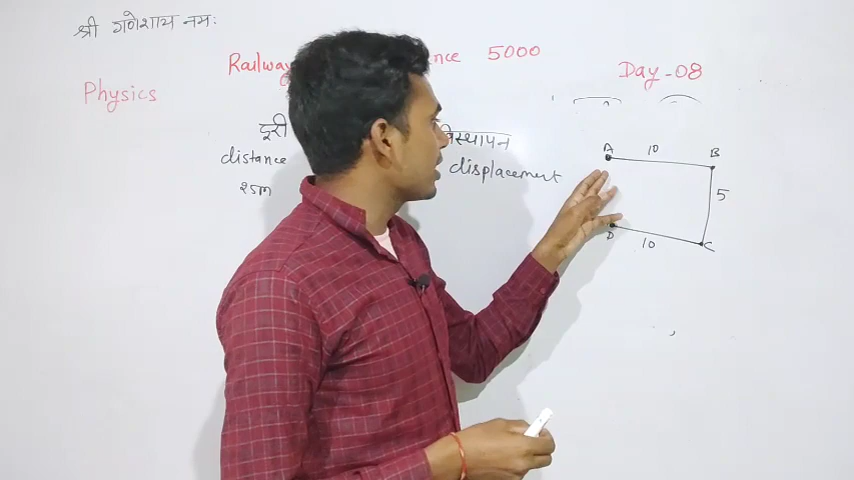 श्री गणेशाय नमः
Railway nce 5000
Day-08
Physics
दूरी
distance
25m
विस्थापन
displacement
A 10 B
5
D 10 C